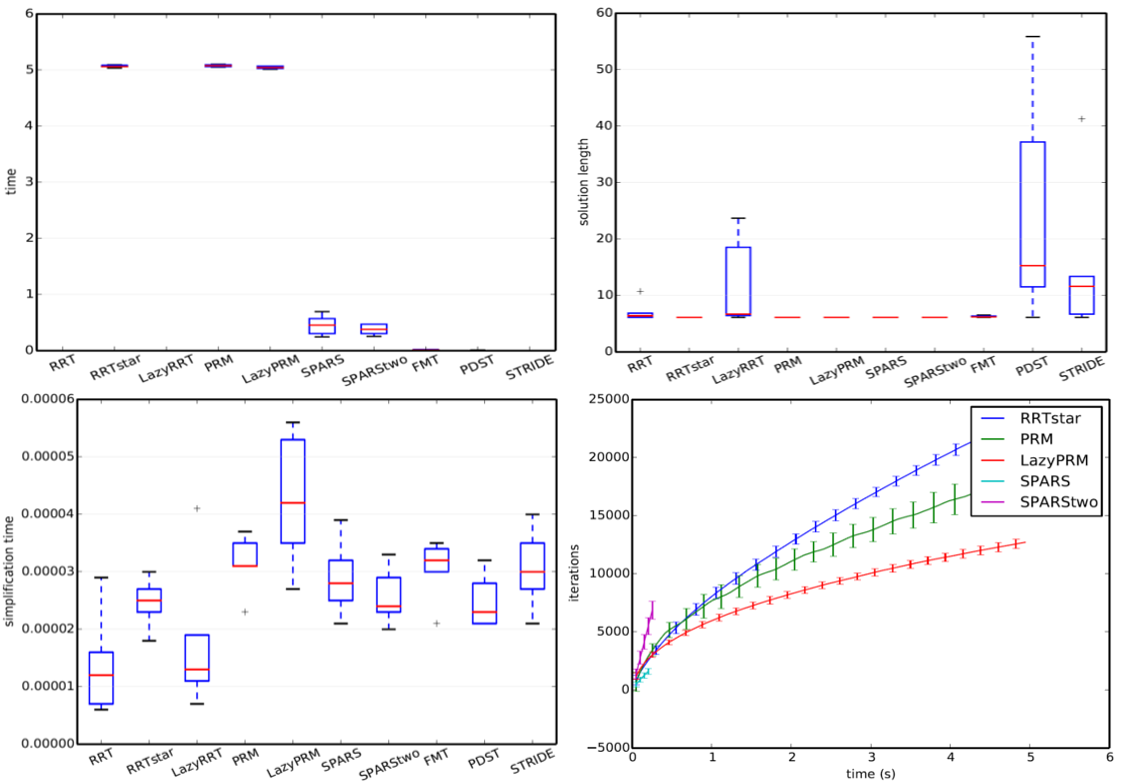 6
5
4
3
2
1
0
time
RRT
RRTstar
LazyRRT
PRM
LazyPRM
SPARS
SPARStwo
FMT
PDST
STRIDE
60
50
40
30
20
10
0
solution length
RRT
RRTstar
LazyRRT
PRM
LazyPRM
SPARS
SPARStwo
FMT
PDST
STRIDE
0.00006
0.00005
0.00004
0.00003
0.00002
0.00001
0.00000
simplification time
RRT
RRTstar
LazyRRT
PRM
LazyPRM
SPARS
SPARStwo
FMT
PDST
STRIDE
25000
20000
15000
10000
5000
0
−5000
iterations
RRTstar
PRM
LazyPRM
SPARS
SPARStwo
0 1 2 3 4 5 6
time (s)